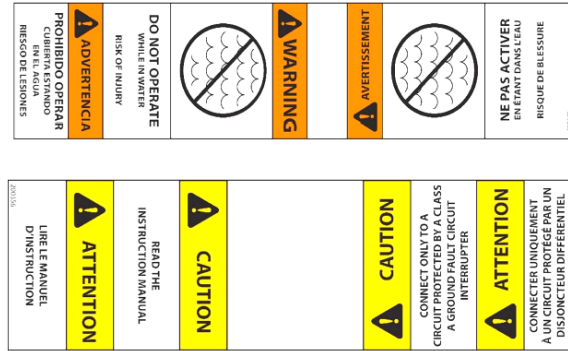 ADVERTENCIA
PROHIBIDO OPERAR
CUBIERTA ESTANDO
EN EL AGUA
RIESGO DE LESIONES
WARNING
DO NOT OPERATE
WHILE IN WATER
RISK OF INJURY
AVERTISSEMENT
NE PAS ACTIVER
EN ÉTANT DANS L'EAU
RISQUE DE BLESSURE
CAUTION
READ THE
INSTRUCTION MANUAL
ATTENTION
LIRE LE MANUEL
D'INSTRUCTION
200356
CAUTION
CONNECT ONLY TO A
CIRCUIT PROTECTED BY A CLASS
A GROUND FAULT CIRCUIT
INTERRUPTER
ATTENTION
CONNECTER UNIQUEMENT
À UN CIRCUIT PROTÉGÉ PAR UN
DISJONCTEUR DIFFERENTIEL